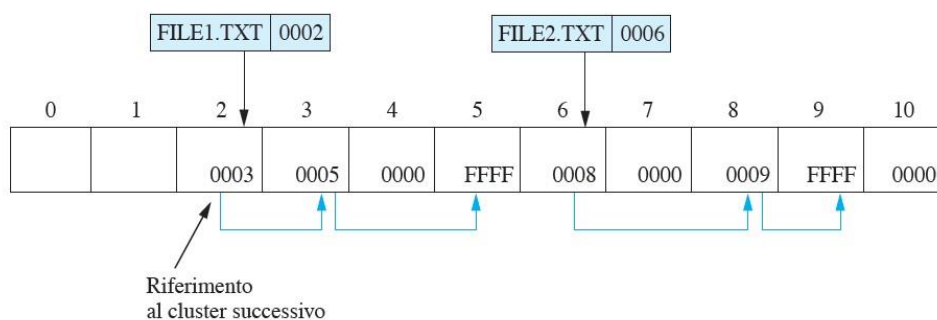 FILE1.TXT 0002 FILE2.TXT 0006
0 1 2 3 4 5 6 7 8 9 10
0003 0005 0000 FFFF 0008 0000 0009 FFFF 0000
Riferimento
al cluster successivo